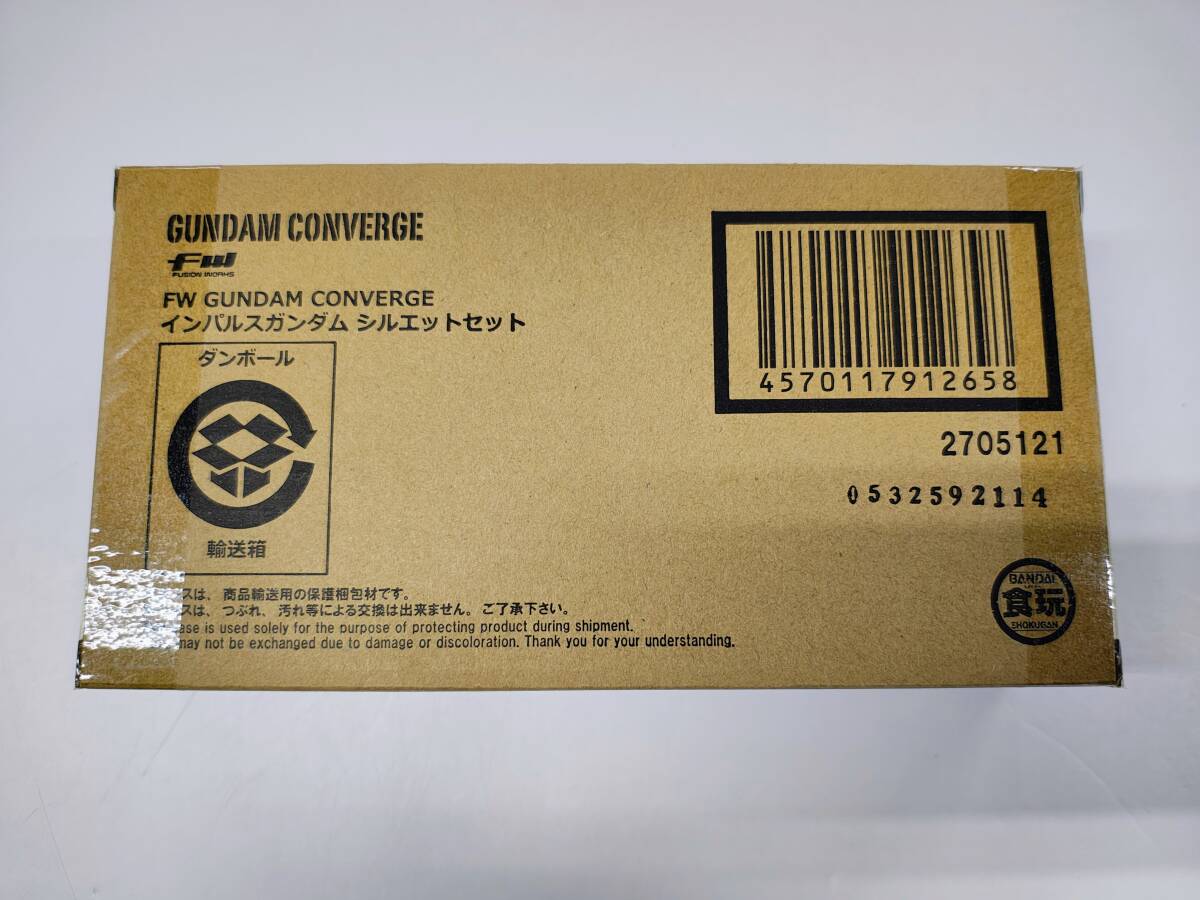 GUNDAM CONVERGE
FW
FUSION WORKS
FW GUNDAM CONVERGE
インパルスガンダム シルエットセット
ダンボール
輸送箱
4570117912658
2705121
0532592114
スは、商品輸送用の保護梱包材です。
スは、つぶれ、汚れ等による交換は出来ません。ご了承下さい。
ase is used solely for the purpose of protecting product during shipment.
may not be exchanged due to damage or discoloration. Thank you for your understanding.
BANDAI
食玩
SHOKUGAN